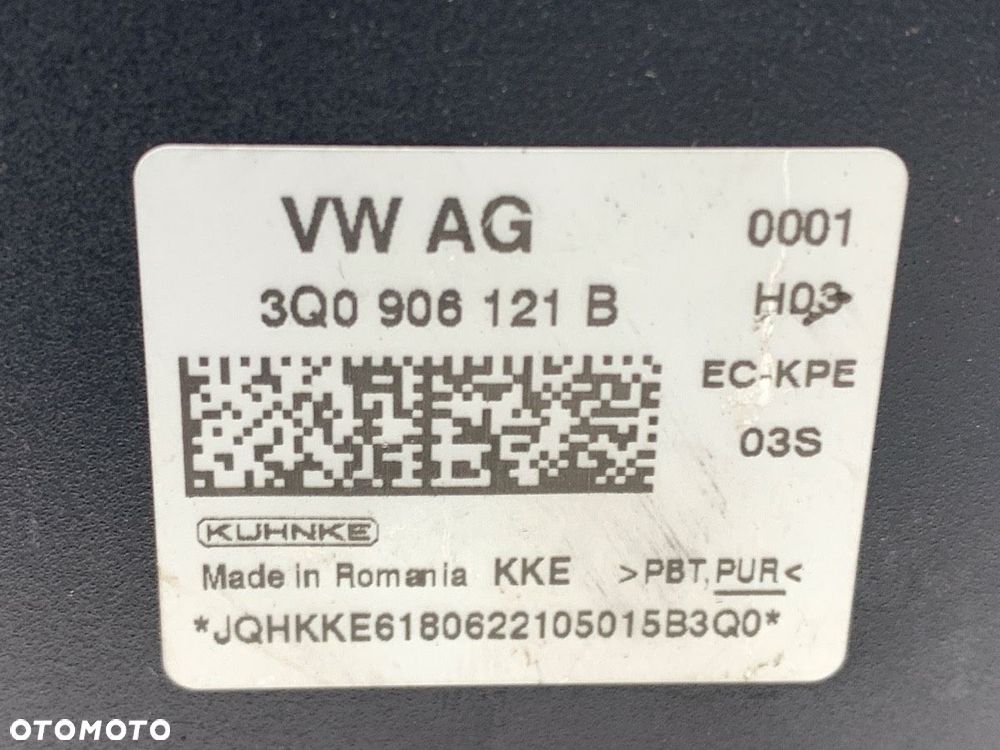 VW AG
0001
3Q0 906 121 B
H03
EC-KPE
03S
KUHNKE
Made in Romania KKE >PBT,PUR<
*JQHKKE6180622105015B3Q0*
OTOMOTO